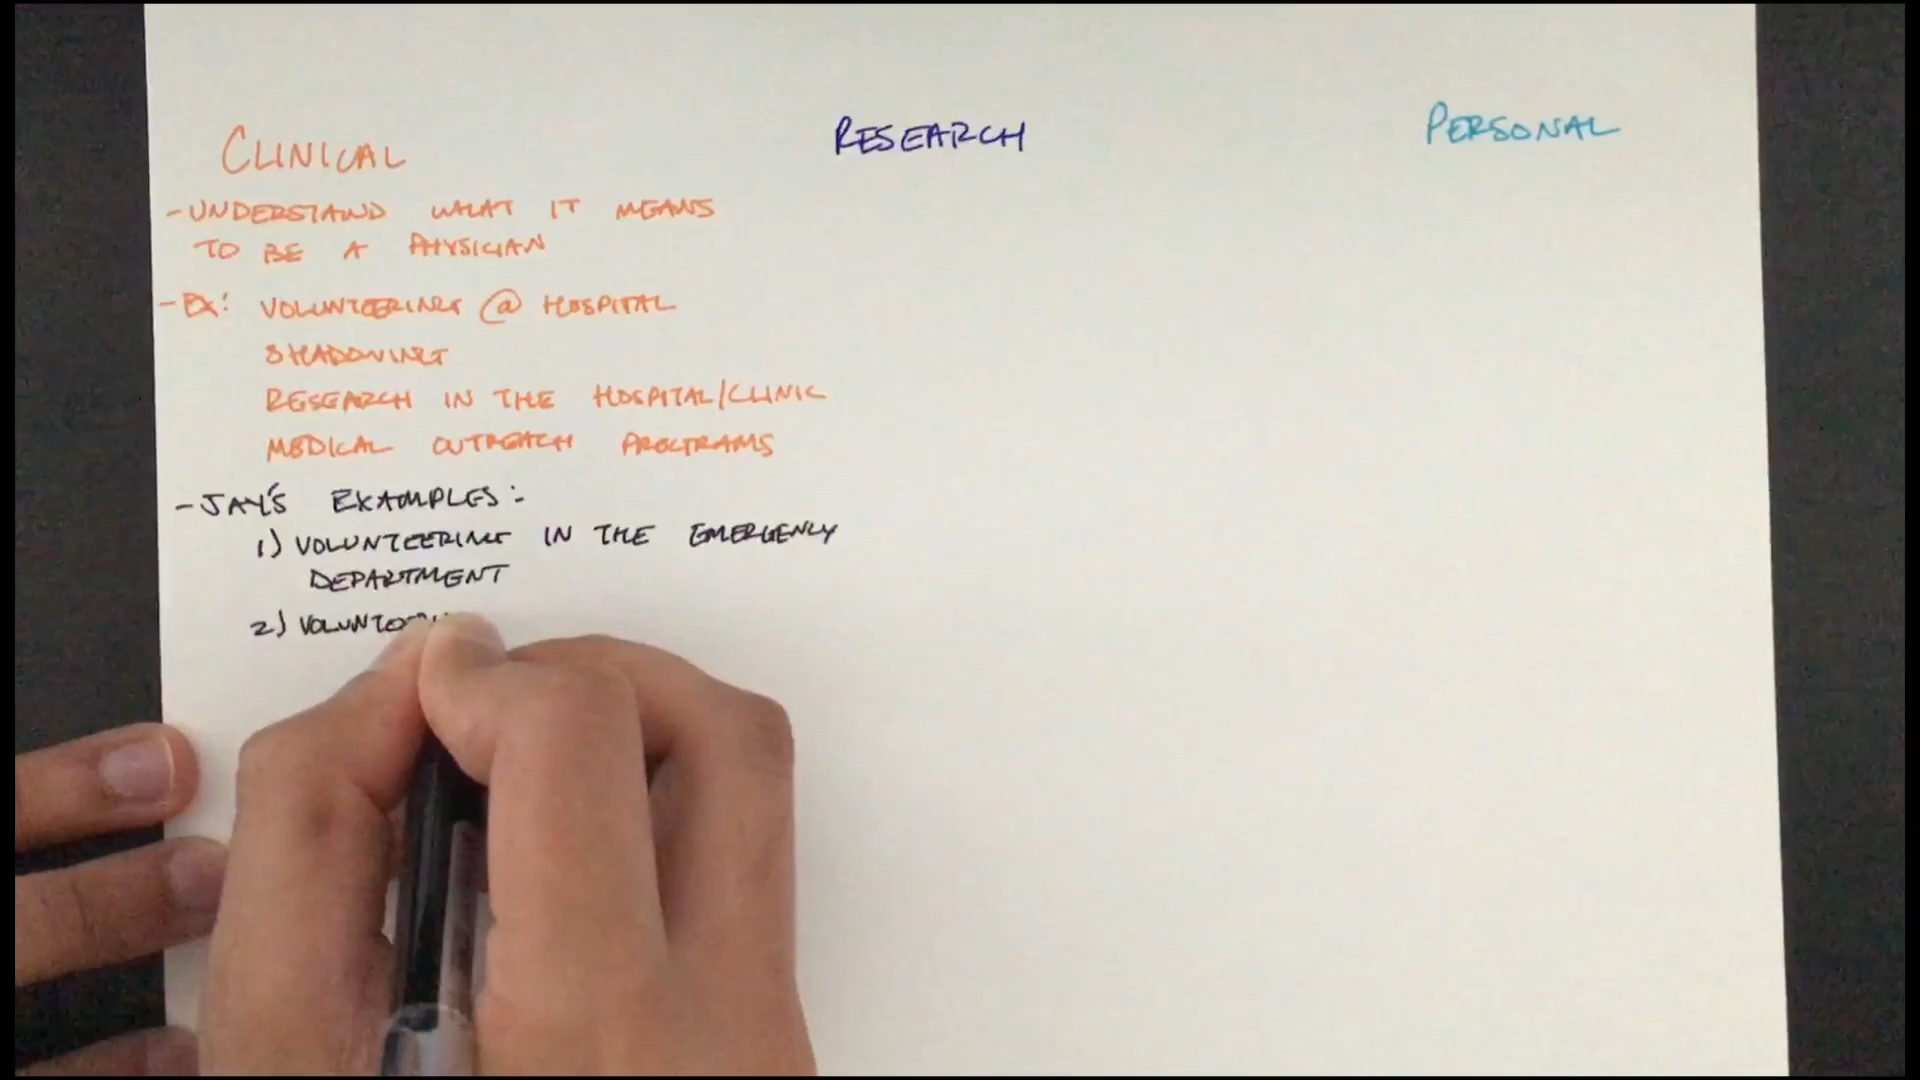 CLINICAL
- UNDERSTAND WHAT IT MEANS
TO BE A PHYSICIAN
- EX: VOLUNTEERING @ HOSPITAL
SHADOWING
RESEARCH IN THE HOSPITAL/CLINIC
MEDICAL OUTREACH PROGRAMS
- JAY'S EXAMPLES:
1) VOLUNTEERING IN THE EMERGENCY
DEPARTMENT
2)
RESEARCH
PERSONAL